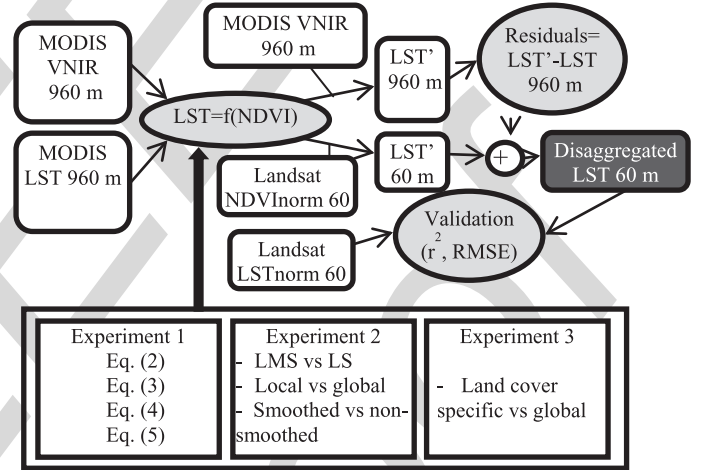 MODIS
VNIR
960 m
MODIS VNIR
960 m
LST’
960 m
Residuals=
LST’-LST
960 m
LST=f(NDVI)
MODIS
LST 960 m
Landsat
NDVInorm 60
LST’
60 m
+
Disaggregated
LST 60 m
Landsat
LSTnorm 60
Validation
(r², RMSE)
Experiment 1
Eq. (2)
Eq. (3)
Eq. (4)
Eq. (5)
Experiment 2
- LMS vs LS
- Local vs global
- Smoothed vs non-
smoothed
Experiment 3
- Land cover
specific vs global